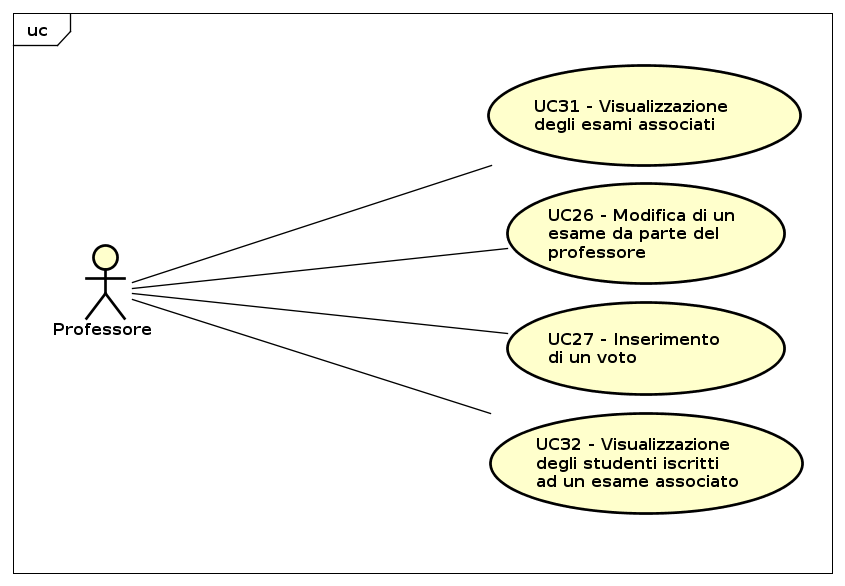 uc
UC31 - Visualizzazione
degli esami associati
UC26 - Modifica di un
esame da parte del
professore
Professore
UC27 - Inserimento
di un voto
UC32 - Visualizzazione
degli studenti iscritti
ad un esame associato